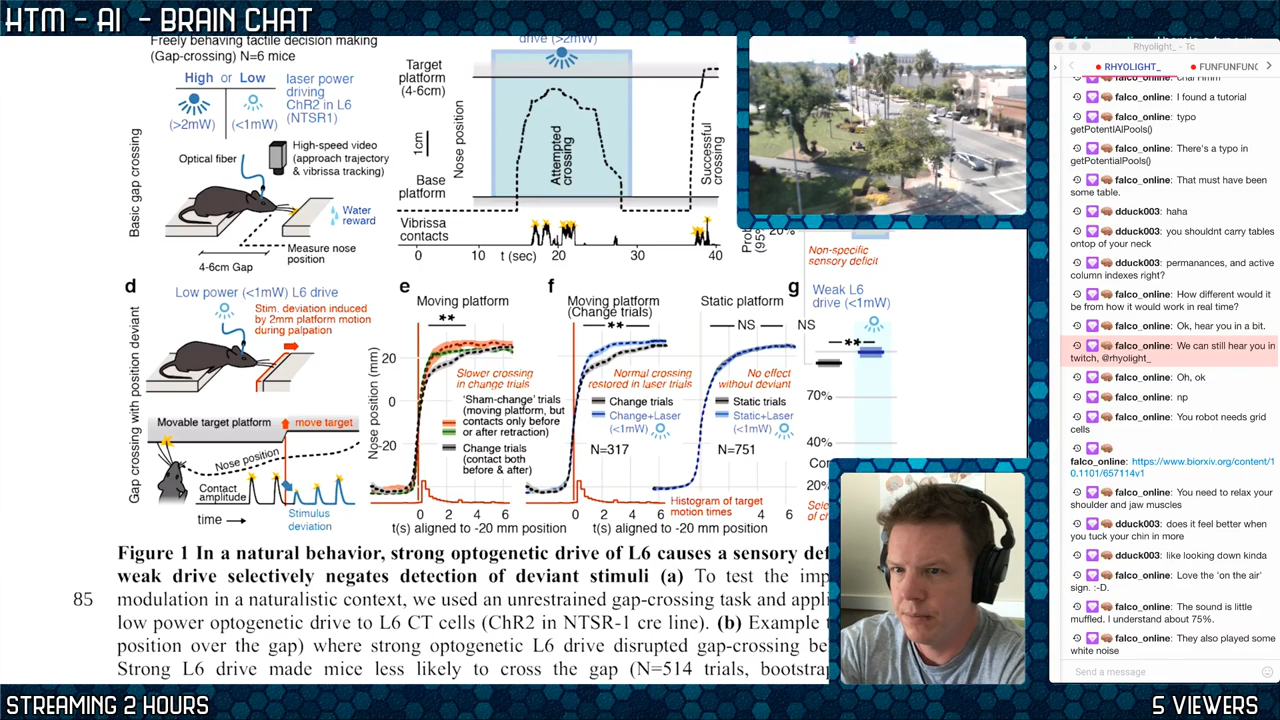 HTM - AI - BRAIN CHAT
Freely behaving tactile decision making
(Gap-crossing) N=6 mice
High or Low
(>2mW)
(<1mW)
laser power
driving
ChR2 in L6
(NTSR1)
Basic gap crossing
Optical fiber
High-speed video
(approach trajectory
& vibrissa tracking)
Water
reward
Measure nose
position
4-6cm Gap
drive (>2mW)
Target
platform
(4-6cm)
1cm
Nose position
Base
platform
Attempted
crossing
Successful
crossing
Vibrissa
contacts
0 10 20 30 40
t (sec)
20%
(95%
Non-specific
sensory deficit
d
Gap crossing with position deviant
Low power (<1mW) L6 drive
Stim. deviation induced
by 2mm platform motion
during palpation
Movable target platform
move target
Nose position
Contact
amplitude
time
Stimulus
deviation
e
Moving platform
**
Nose position (mm)
20
0
-20
Slower crossing
in change trials
'Sham-change' trials
(moving platform, but
contacts only before
or after retraction)
Change trials
(contact both
before & after)
0 2 4 6
t(s) aligned to -20 mm position
f
Moving platform
(Change trials)
**
Normal crossing
restored in laser trials
Change trials
Change+Laser
(<1mW)
N=317
0 2 4 6
t(s) aligned to -20 mm position
Static platform
NS
No effect
without deviant
Static trials
Static+Laser
(<1mW)
N=751
Histogram of target
motion times
g
Weak L6
drive (<1mW)
NS
**
70%
40%
20%
Figure 1 In a natural behavior, strong optogenetic drive of L6 causes a sensory def
weak drive selectively negates detection of deviant stimuli (a) To test the imp
85 modulation in a naturalistic context, we used an unrestrained gap-crossing task and appli
low power optogenetic drive to L6 CT cells (ChR2 in NTSR-1 cre line). (b) Example
position over the gap) where strong optogenetic L6 drive disrupted gap-crossing be
Strong L6 drive made mice less likely to cross the gap (N=514 trials, bootstrap
Rhyolight_ - Tc
RHYOLIGHT_
FUNFUNFUNC
falco_online: I found a tutorial
falco_online: typo
getPotentIAlPools()
falco_online: There's a typo in
getPotentialPools()
falco_online: That must have been
some table.
dduck003: haha
dduck003: you shouldnt carry tables
ontop of your neck
dduck003: permanances, and active
column indexes right?
falco_online: How different would it
be from how it would work in real time?
falco_online: Ok, hear you in a bit.
falco_online: We can still hear you in
twitch, @rhyolight_
falco_online: Oh, ok
falco_online: np
falco_online: You robot needs grid
cells
falco_online: https://www.biorxiv.org/content/1
0.1101/657114v1
falco_online: You need to relax your
shoulder and jaw muscles
dduck003: does it feel better when
you tuck your chin in more
dduck003: like looking down kinda
falco_online: Love the 'on the air'
sign. :-D.
falco_online: The sound is little
muffled. I understand about 75%.
falco_online: They also played some
white noise
Send a message
STREAMING 2 HOURS
5 VIEWERS